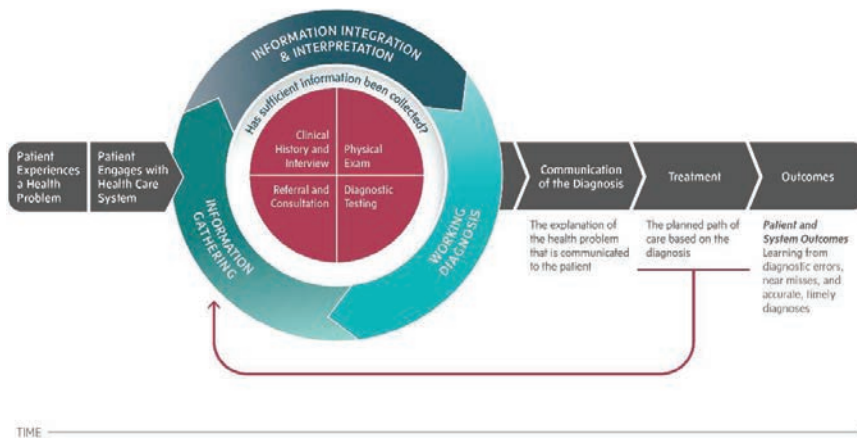 INFORMATION INTEGRATION
& INTERPRETATION
Has sufficient information been collected?
Clinical
History and
Interview
Physical
Exam
Referral and
Consultation
Diagnostic
Testing
INFORMATION
GATHERING
WORKING
DIAGNOSIS
Patient
Experiences
a Health
Problem
Patient
Engages with
Health Care
System
Communication
of the Diagnosis
Treatment
Outcomes
The explanation of
the health problem
that is communicated
to the patient
The planned path of
care based on the
diagnosis
Patient and
System Outcomes
Learning from
diagnostic errors,
near misses, and
accurate, timely
diagnoses
TIME